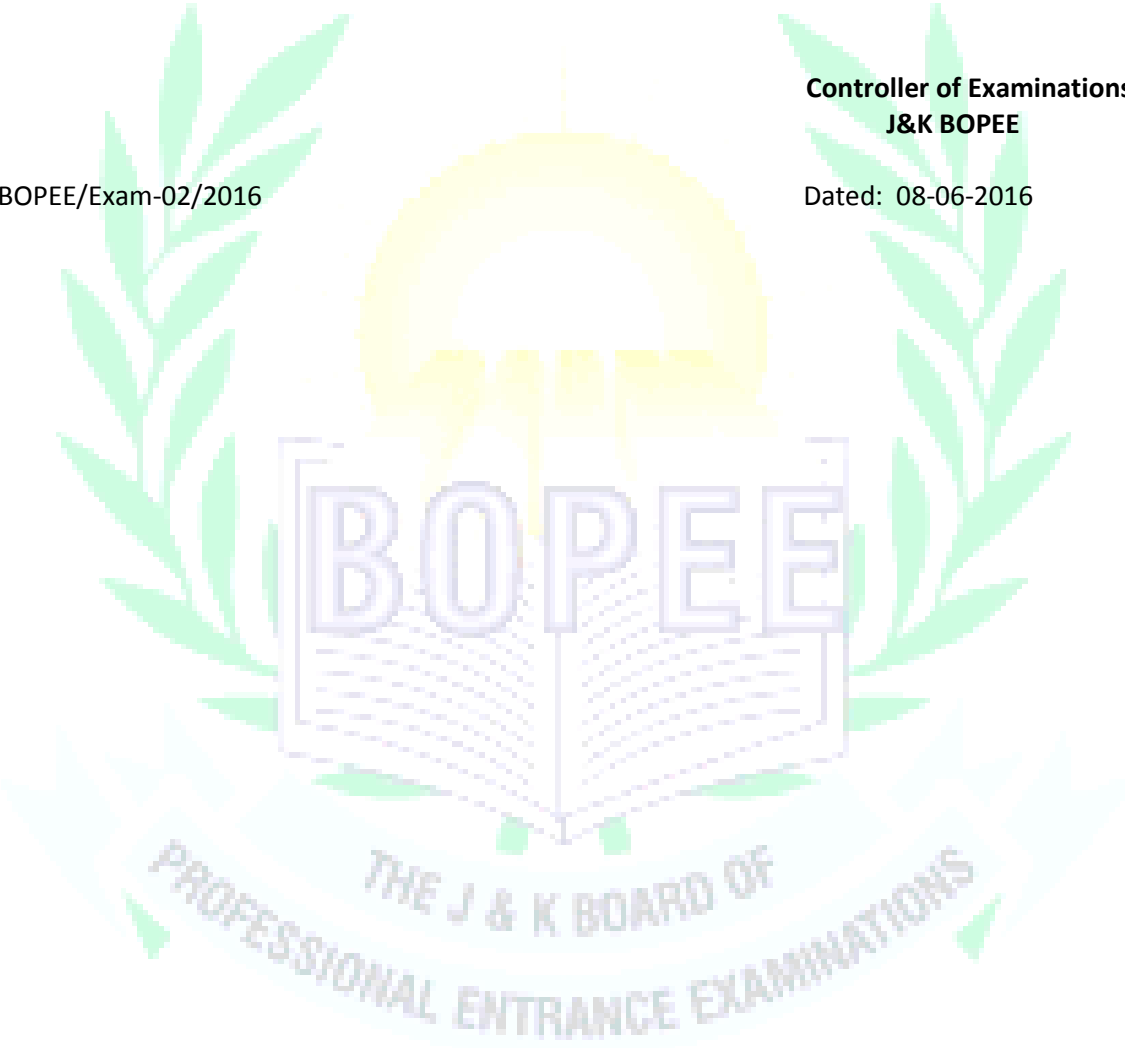 Controller of Examinations
J&K BOPEE
BOPEE/Exam-02/2016 Dated: 08-06-2016
BOPEE
THE J & K BOARD OF
PROFESSIONAL ENTRANCE EXAMINATIONS